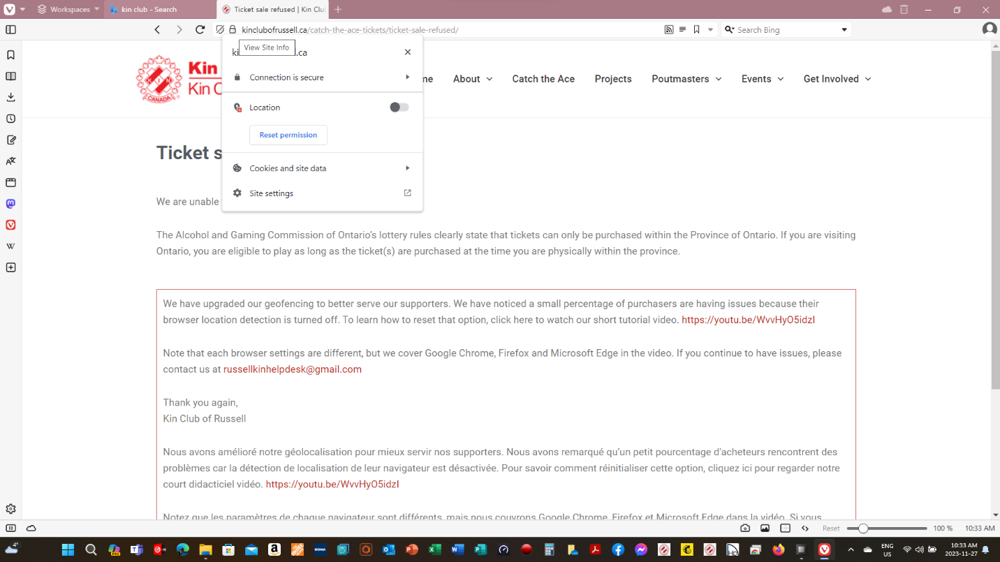 Workspaces
kin club - Search
Ticket sale refused | Kin Clu
kinclubofrussell.ca/catch-the-ace-tickets/ticket-sale-refused/
Search Bing
View Site Info
ki
.ca
Connection is secure
Location
Reset permission
Cookies and site data
Site settings
Kin
Kin C
KIN
CANADA
me
About
Catch the Ace
Projects
Poutmasters
Events
Get Involved
Ticket s
We are unable
The Alcohol and Gaming Commission of Ontario's lottery rules clearly state that tickets can only be purchased within the Province of Ontario. If you are visiting
Ontario, you are eligible to play as long as the ticket(s) are purchased at the time you are physically within the province.
We have upgraded our geofencing to better serve our supporters. We have noticed a small percentage of purchasers are having issues because their
browser location detection is turned off. To learn how to reset that option, click here to watch our short tutorial video. https://youtu.be/WvvHyO5idzI
Note that each browser settings are different, but we cover Google Chrome, Firefox and Microsoft Edge in the video. If you continue to have issues, please
contact us at russellkinhelpdesk@gmail.com
Thank you again,
Kin Club of Russell
Nous avons amélioré notre géolocalisation pour mieux servir nos supporters. Nous avons remarqué qu'un petit pourcentage d'acheteurs rencontrent des
problèmes car la détection de localisation de leur navigateur est désactivée. Pour savoir comment réinitialiser cette option, cliquez ici pour regarder notre
court didacticiel vidéo. https://youtu.be/WvvHyO5idzI
Notez que les paramètres de chaque navigateur sont différents, mais nous couvrons Google Chrome, Firefox et Microsoft Edge dans la vidéo. Si vous
Reset
100 %
10:33 AM
4°
RONA
ENG
US
10:33 AM
2023-11-27